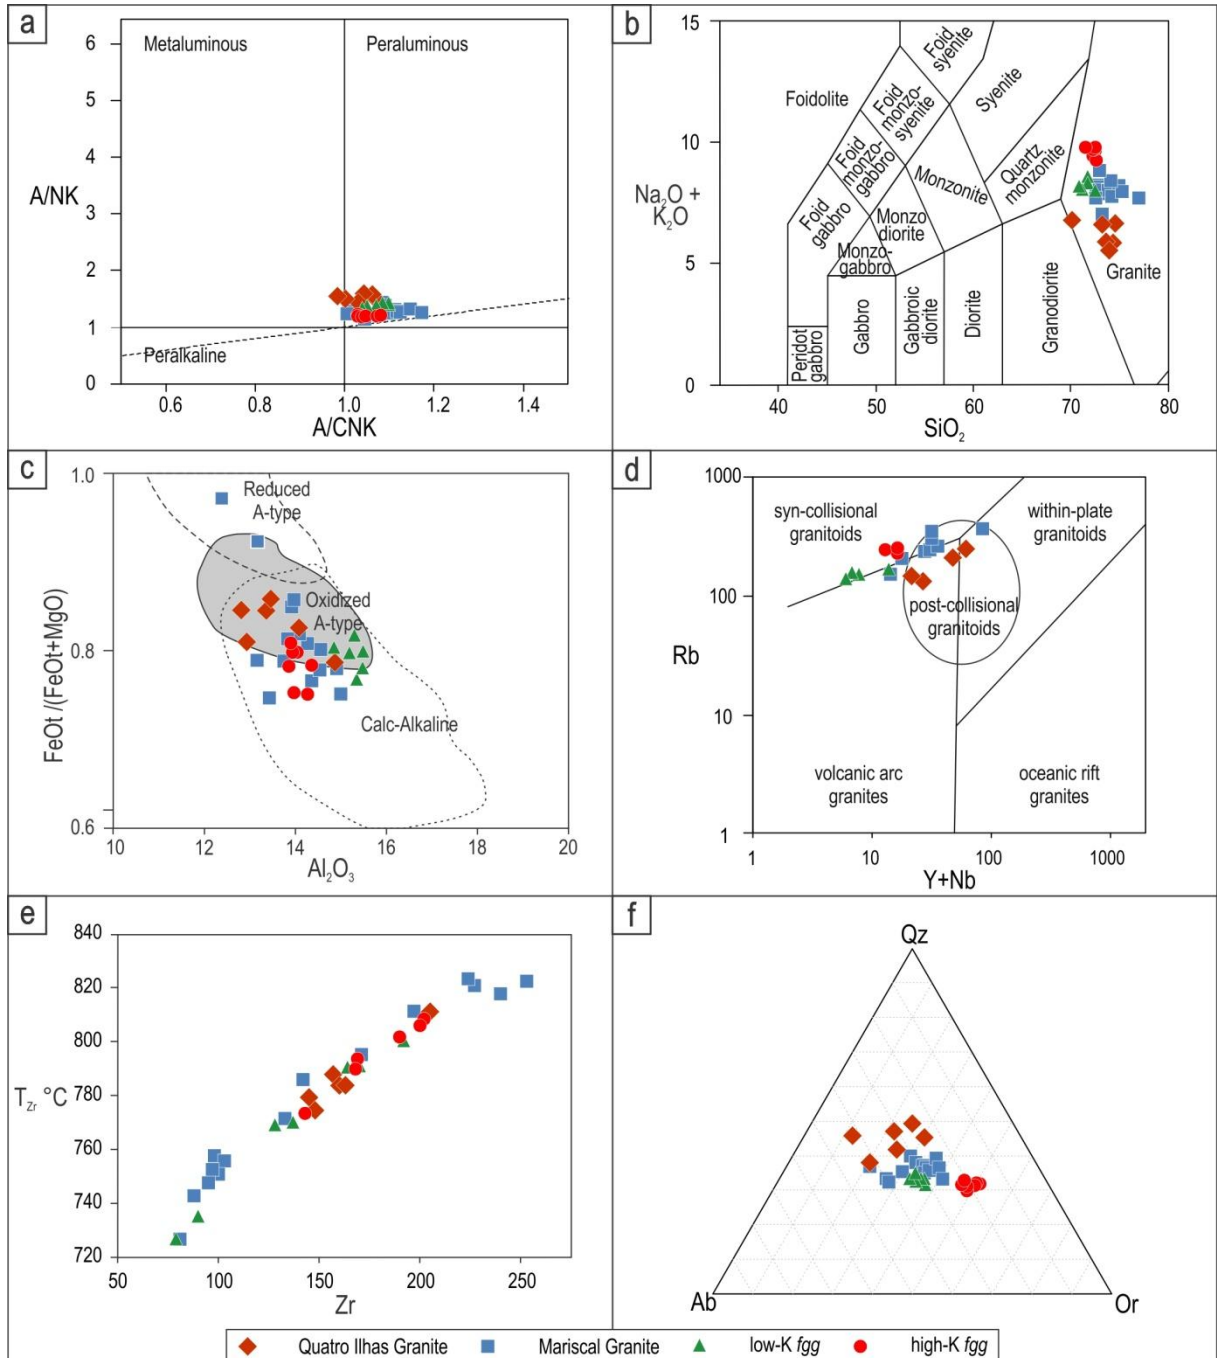 a
Metaluminous
Peraluminous
Peralkaline
A/NK
6
5
4
3
2
1
0
0.6
0.8
1.0
1.2
1.4
A/CNK
b
15
10
5
0
Na₂O +
K₂O
Foidolite
Foid
syenite
Foid
monzo-
syenite
Foid
monzo-
gabbro
Foid
gabbro
Syenite
Monzonite
Quartz
monzonite
Monzo
diorite
Monzo-
gabbro
Peridot
gabbro
Gabbro
Gabbroic
diorite
Diorite
Granodiorite
Granite
40
50
60
70
80
SiO₂
c
1.0
0.8
0.6
FeOt /(FeOt+MgO)
Reduced
A-type
Oxidized
A-type
Calc-Alkaline
10
12
14
16
18
20
Al₂O₃
d
1000
100
10
1
Rb
syn-collisional
granitoids
within-plate
granitoids
post-collisional
granitoids
volcanic arc
granites
oceanic rift
granites
1
10
100
1000
Y+Nb
e
840
820
800
780
760
740
720
T_Zr °C
50
100
150
200
250
Zr
f
Qz
Ab
Or
Quatro Ilhas Granite
Mariscal Granite
low-K fgg
high-K fgg